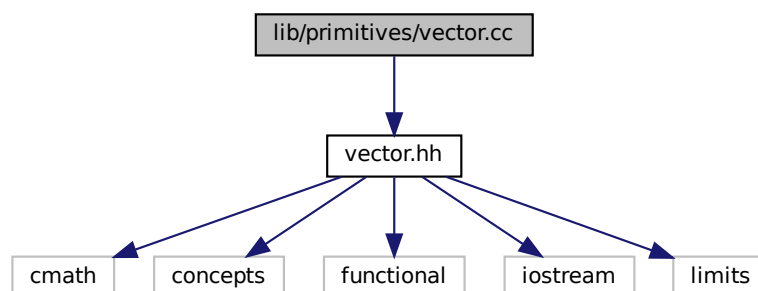 lib/primitives/vector.cc
vector.hh
cmath
concepts
functional
iostream
limits